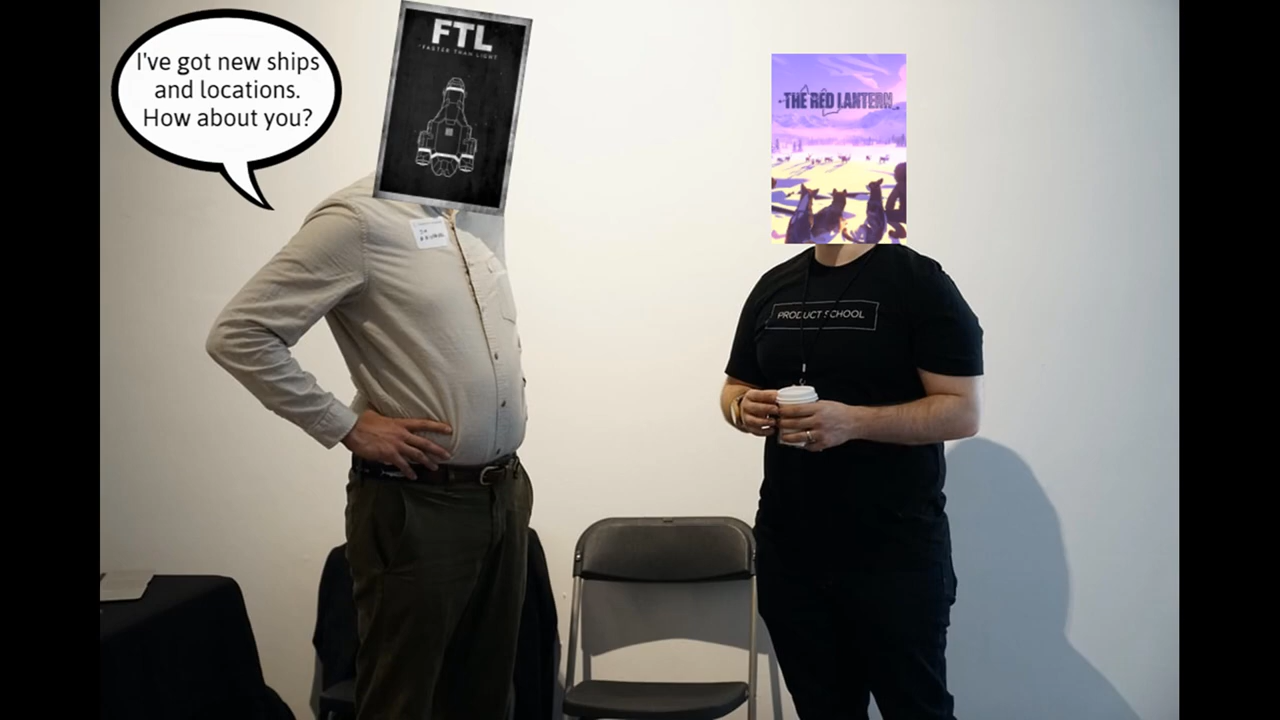 I've got new ships
and locations.
How about you?
FTL
FASTER THAN LIGHT
THE RED LANTERN
PRODUCT SCHOOL